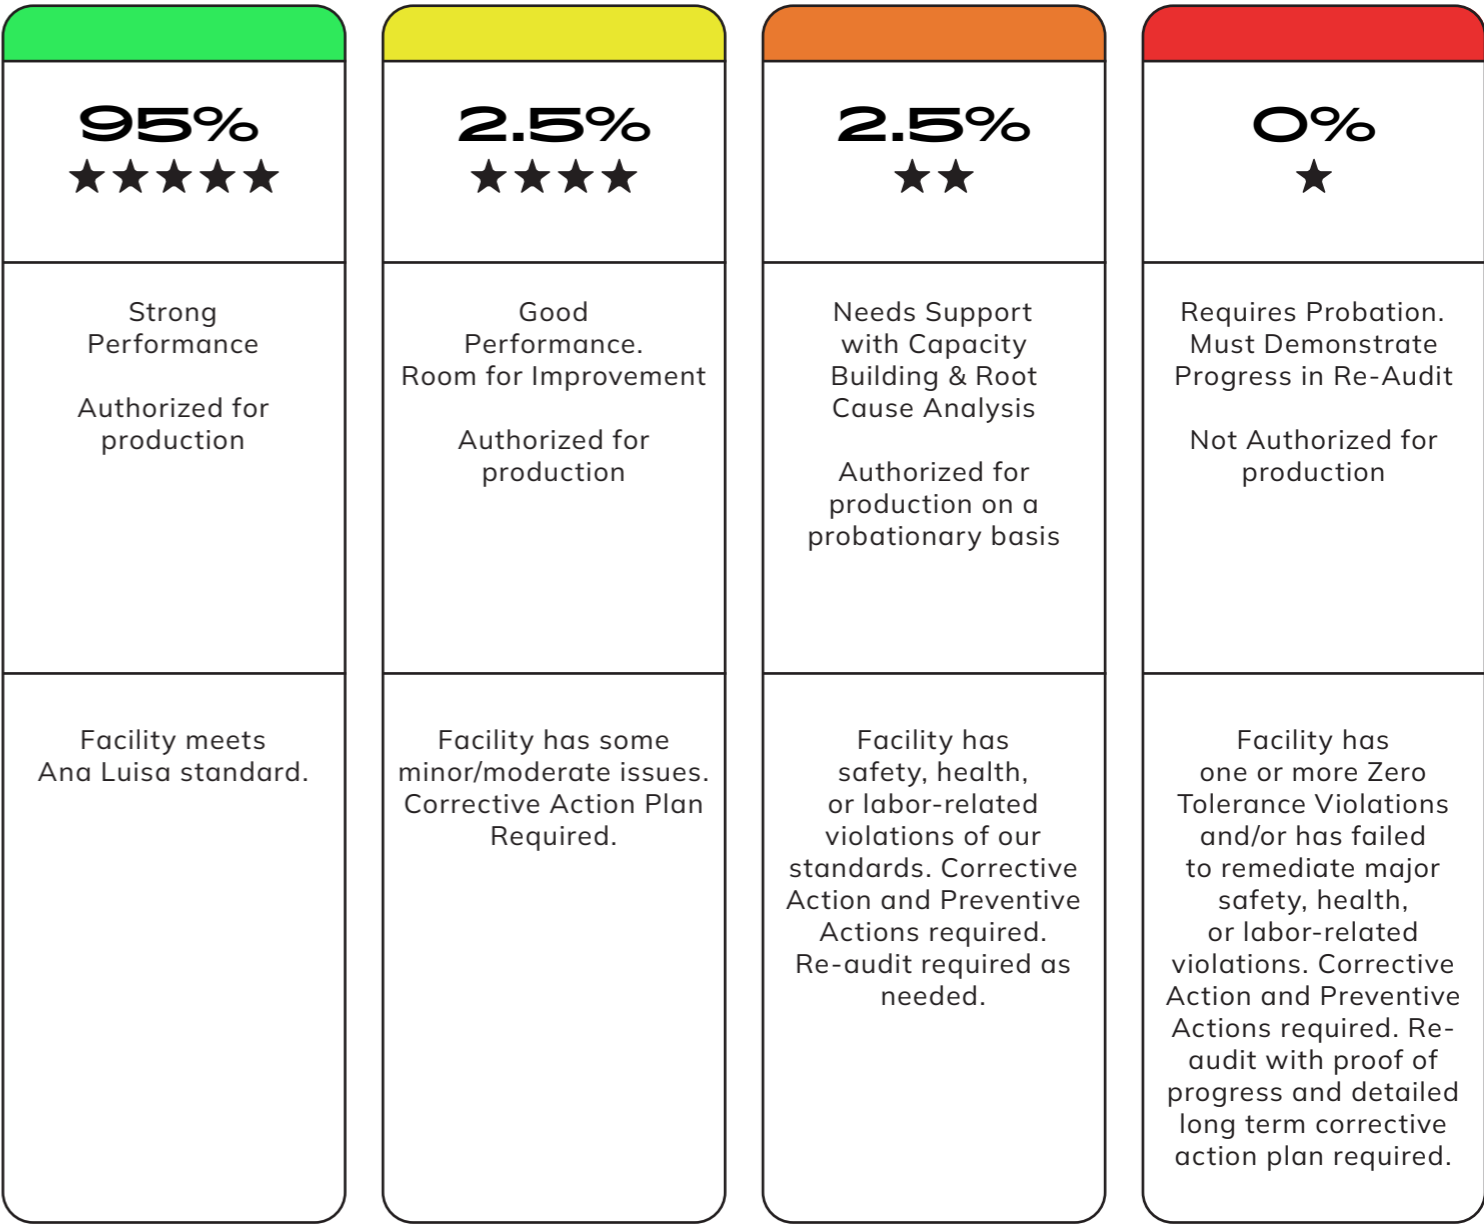 95%
★★★★★
Strong
Performance
Authorized for
production
Facility meets
Ana Luisa standard.
2.5%
★★★★
Good
Performance.
Room for Improvement
Authorized for
production
Facility has some
minor/moderate issues.
Corrective Action Plan
Required.
2.5%
★★
Needs Support
with Capacity
Building & Root
Cause Analysis
Authorized for
production on a
probationary basis
Facility has
safety, health,
or labor-related
violations of our
standards. Corrective
Action and Preventive
Actions required.
Re-audit required as
needed.
0%
★
Requires Probation.
Must Demonstrate
Progress in Re-Audit
Not Authorized for
production
Facility has
one or more Zero
Tolerance Violations
and/or has failed
to remediate major
safety, health,
or labor-related
violations. Corrective
Action and Preventive
Actions required. Re-
audit with proof of
progress and detailed
long term corrective
action plan required.